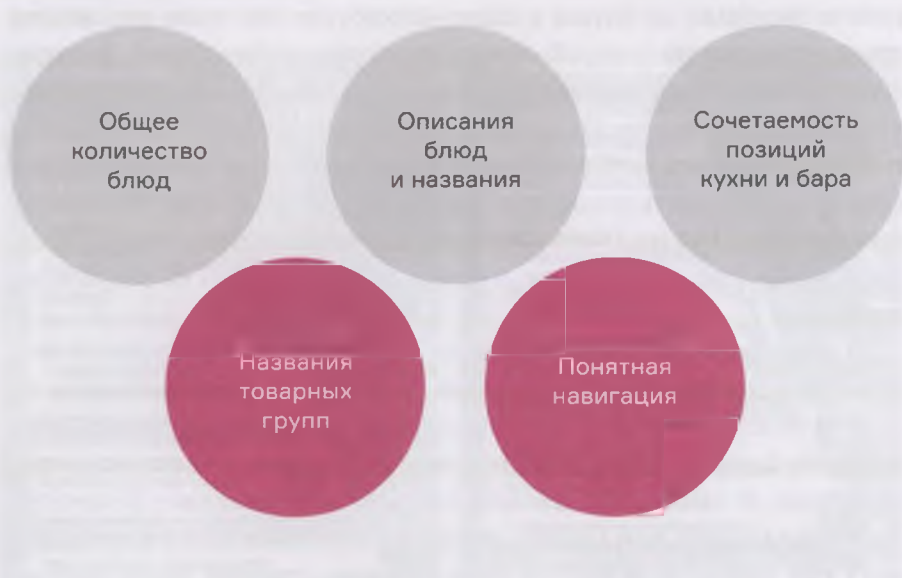 Общее
количество
блюд
Описания
блюд
и названия
Сочетаемость
позиций
кухни и бара
Названия
товарных
групп
Понятная
навигация